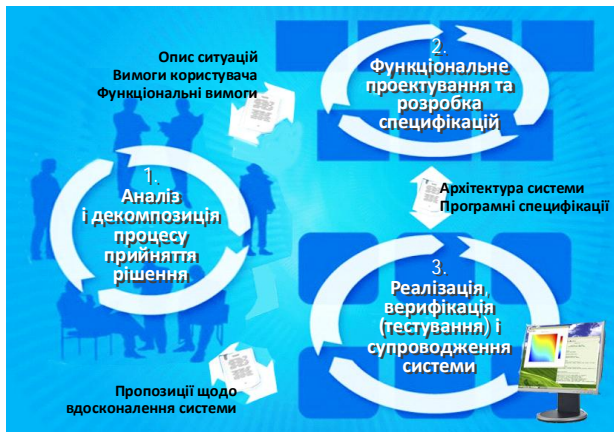 Опис ситуацій
Вимоги користувача
Функціональні вимоги
2.
Функціональне
проектування та
розробка
специфікацій
1.
Аналіз
і декомпозиція
процесу
прийняття
рішення
Архітектура системи
Програмні специфікації
3.
Реалізація,
верифікація
(тестування) і
супроводження
системи
Пропозиції щодо
вдосконалення системи